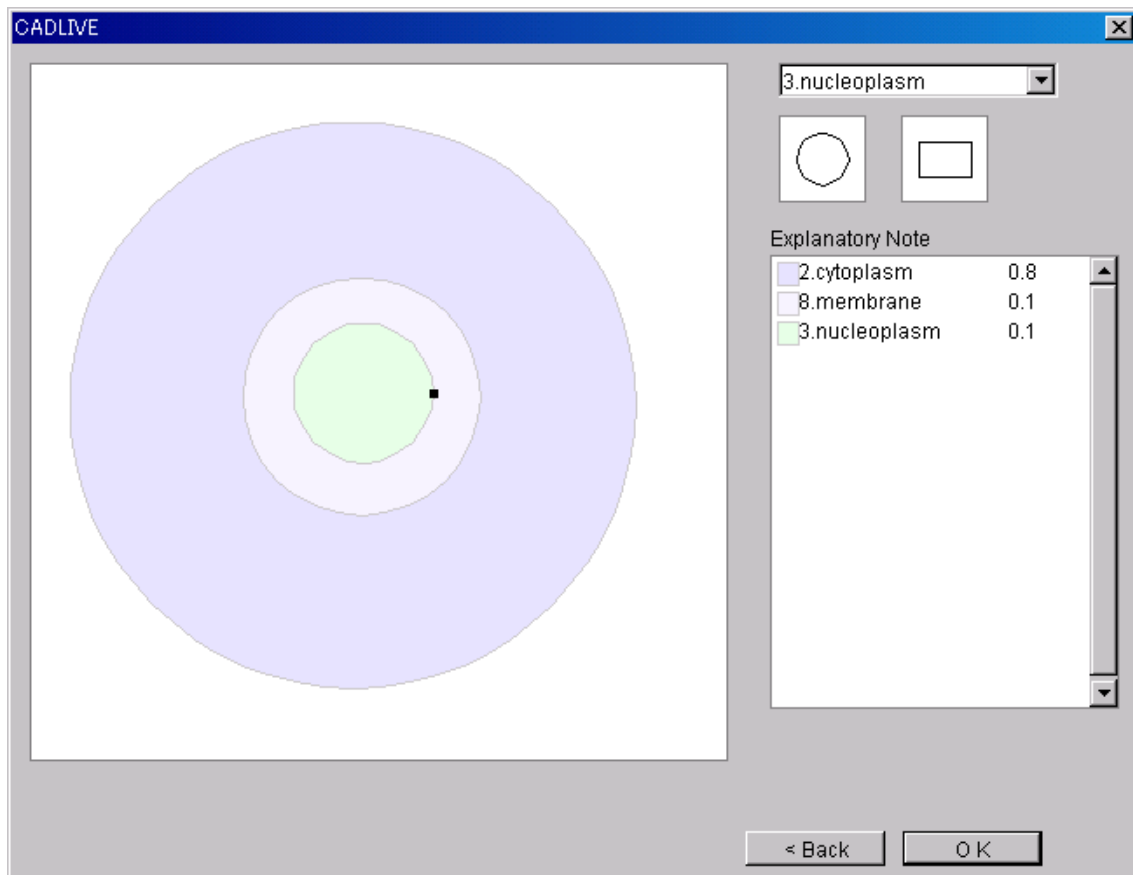 CADLIVE
3.nucleoplasm
Explanatory Note
2.cytoplasm 0.8
8.membrane 0.1
3.nucleoplasm 0.1
< Back
OK